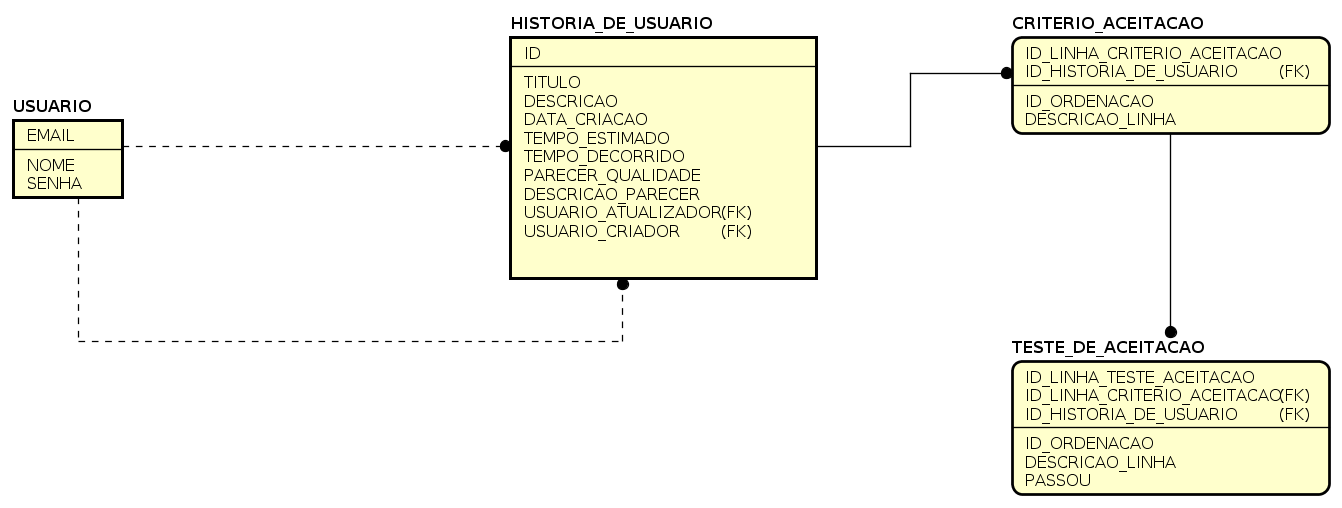 USUARIO
EMAIL
NOME
SENHA
HISTORIA_DE_USUARIO
ID
TITULO
DESCRICAO
DATA_CRIACAO
TEMPO_ESTIMADO
TEMPO_DECORRIDO
PARECER_QUALIDADE
DESCRICAO_PARECER
USUARIO_ATUALIZADOR(FK)
USUARIO_CRIADOR (FK)
CRITERIO_ACEITACAO
ID_LINHA_CRITERIO_ACEITACAO
ID_HISTORIA_DE_USUARIO (FK)
ID_ORDENACAO
DESCRICAO_LINHA
TESTE_DE_ACEITACAO
ID_LINHA_TESTE_ACEITACAO
ID_LINHA_CRITERIO_ACEITACAO(FK)
ID_HISTORIA_DE_USUARIO (FK)
ID_ORDENACAO
DESCRICAO_LINHA
PASSOU